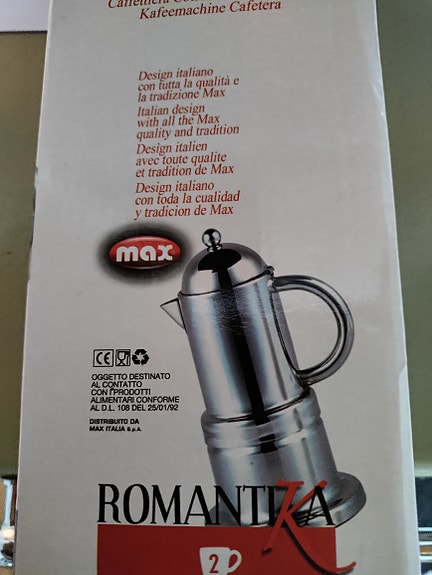 Caffettiera
Kafeemachine Cafetera
Design italiano
con tutta la qualità e
la tradizione Max
Italian design
with all the Max
quality and tradition
Design italien
avec toute qualite
et tradition de Max
Design italiano
con toda la cualidad
y tradicion de Max
max
CE
OGGETTO DESTINATO
AL CONTATTO
CON I PRODOTTI
ALIMENTARI CONFORME
AL D.L. 108 DEL 25/01/92
DISTRIBUITO DA
MAX ITALIA S.p.A.
ROMANTIKA
2